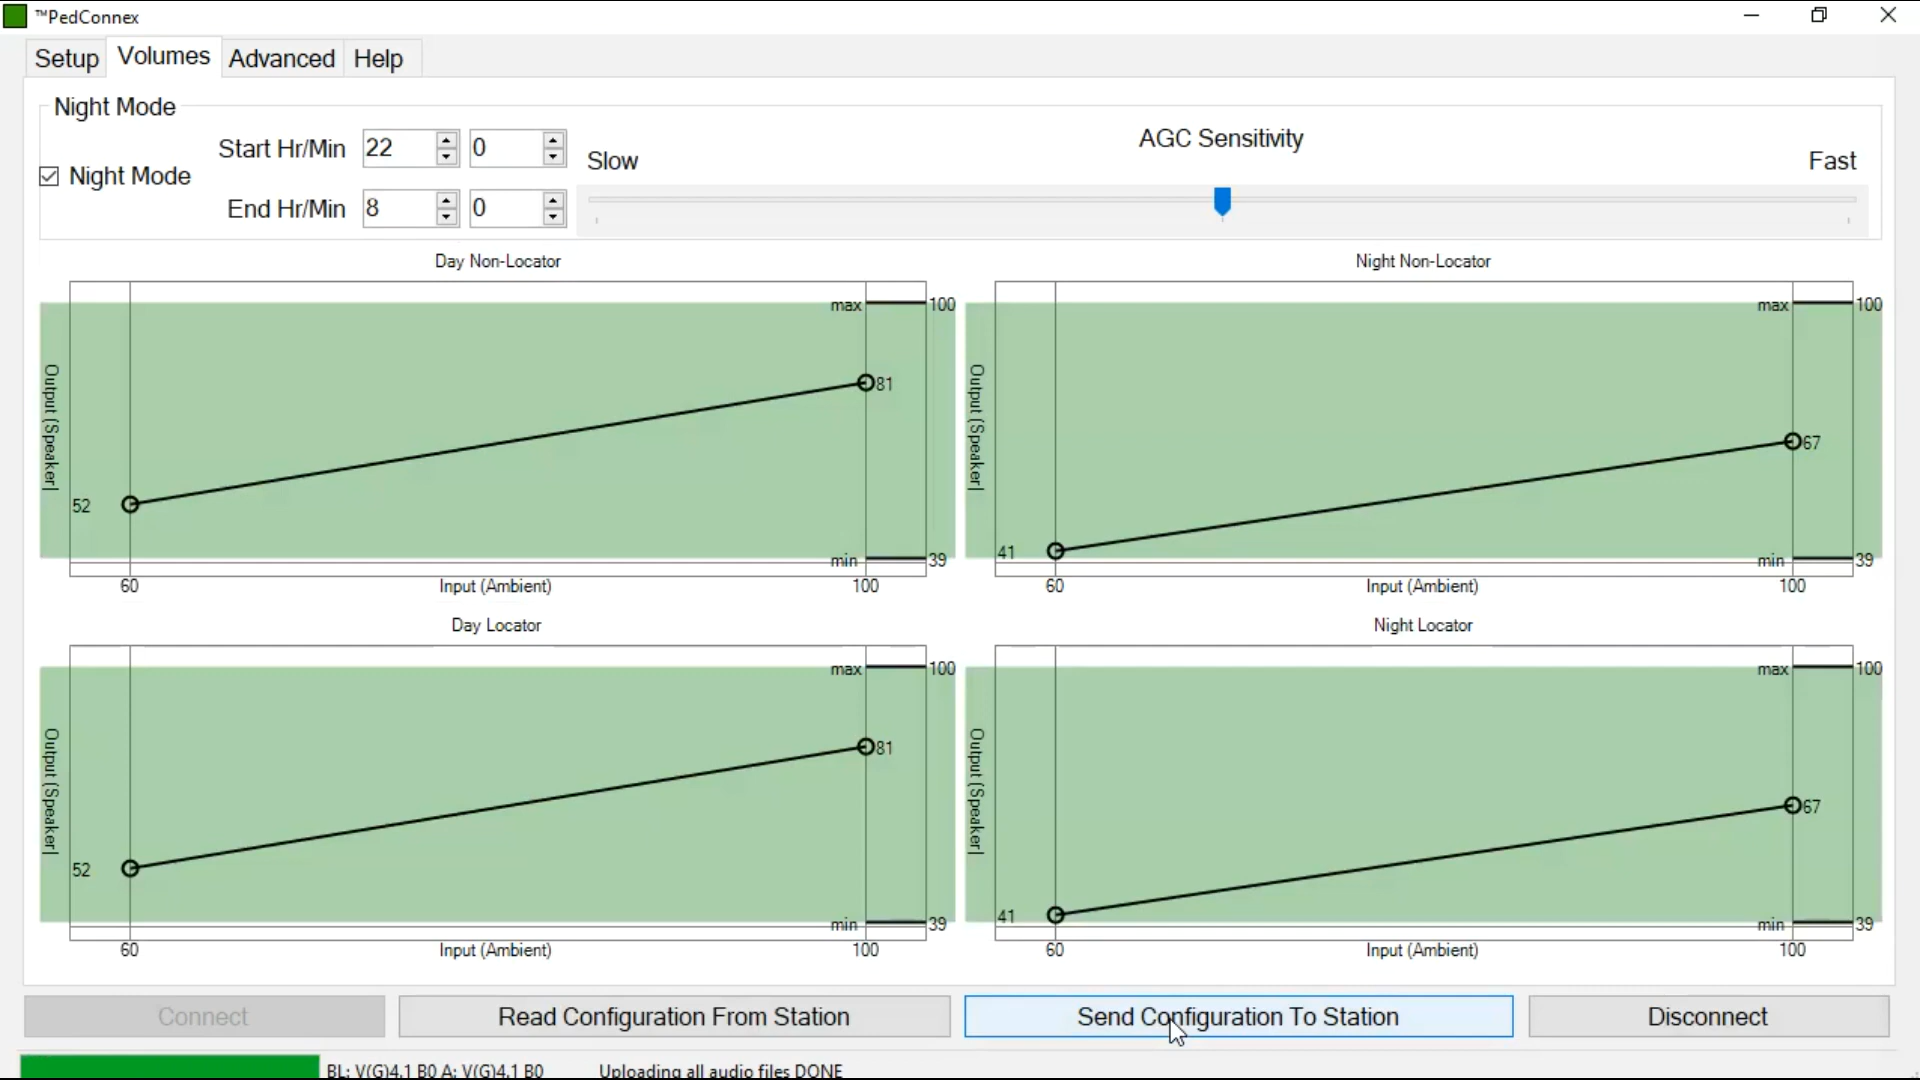 ™PedConnex
Setup Volumes Advanced Help
Night Mode
Start Hr/Min 22 0
AGC Sensitivity
Slow Fast
Night Mode
End Hr/Min 8 0
Day Non-Locator
max 100
Output (Speaker)
81
52
min 39
60 Input (Ambient) 100
Night Non-Locator
max 100
Output (Speaker)
67
41
min 39
60 Input (Ambient) 100
Day Locator
max 100
Output (Speaker)
81
52
min 39
60 Input (Ambient) 100
Night Locator
max 100
Output (Speaker)
67
41
min 39
60 Input (Ambient) 100
Connect Read Configuration From Station Send Configuration To Station Disconnect
BL: V(G)4.1 B0 A: V(G)4.1 B0 Uploading all audio files DONE